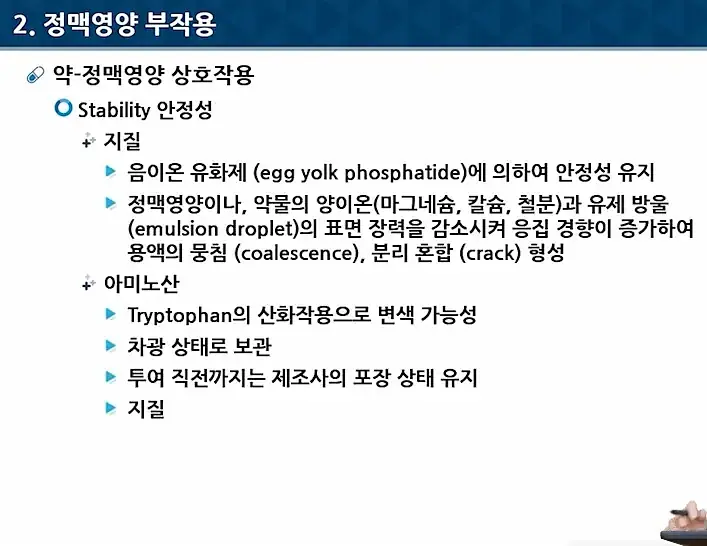 2. 정맥영양 부작용
약-정맥영양 상호작용
Stability 안정성
지질
음이온 유화제 (egg yolk phosphatide)에 의하여 안정성 유지
정맥영양이나, 약물의 양이온(마그네슘, 칼슘, 철분)과 유제 방울
(emulsion droplet)의 표면 장력을 감소시켜 응집 경향이 증가하여
용액의 뭉침 (coalescence), 분리 혼합 (crack) 형성
아미노산
Tryptophan의 산화작용으로 변색 가능성
차광 상태로 보관
투여 직전까지는 제조사의 포장 상태 유지
지질